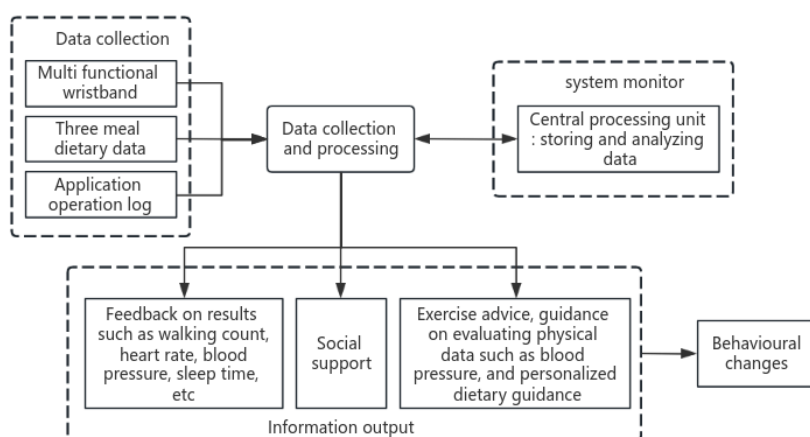 Data collection
Multi functional
wristband
Three meal
dietary data
Application
operation log
Data collection
and processing
system monitor
Central processing unit
: storing and analyzing
data
Feedback on results
such as walking count,
heart rate, blood
pressure, sleep time,
etc
Social
support
Exercise advice, guidance
on evaluating physical
data such as blood
pressure, and personalized
dietary guidance
Information output
Behavioural
changes